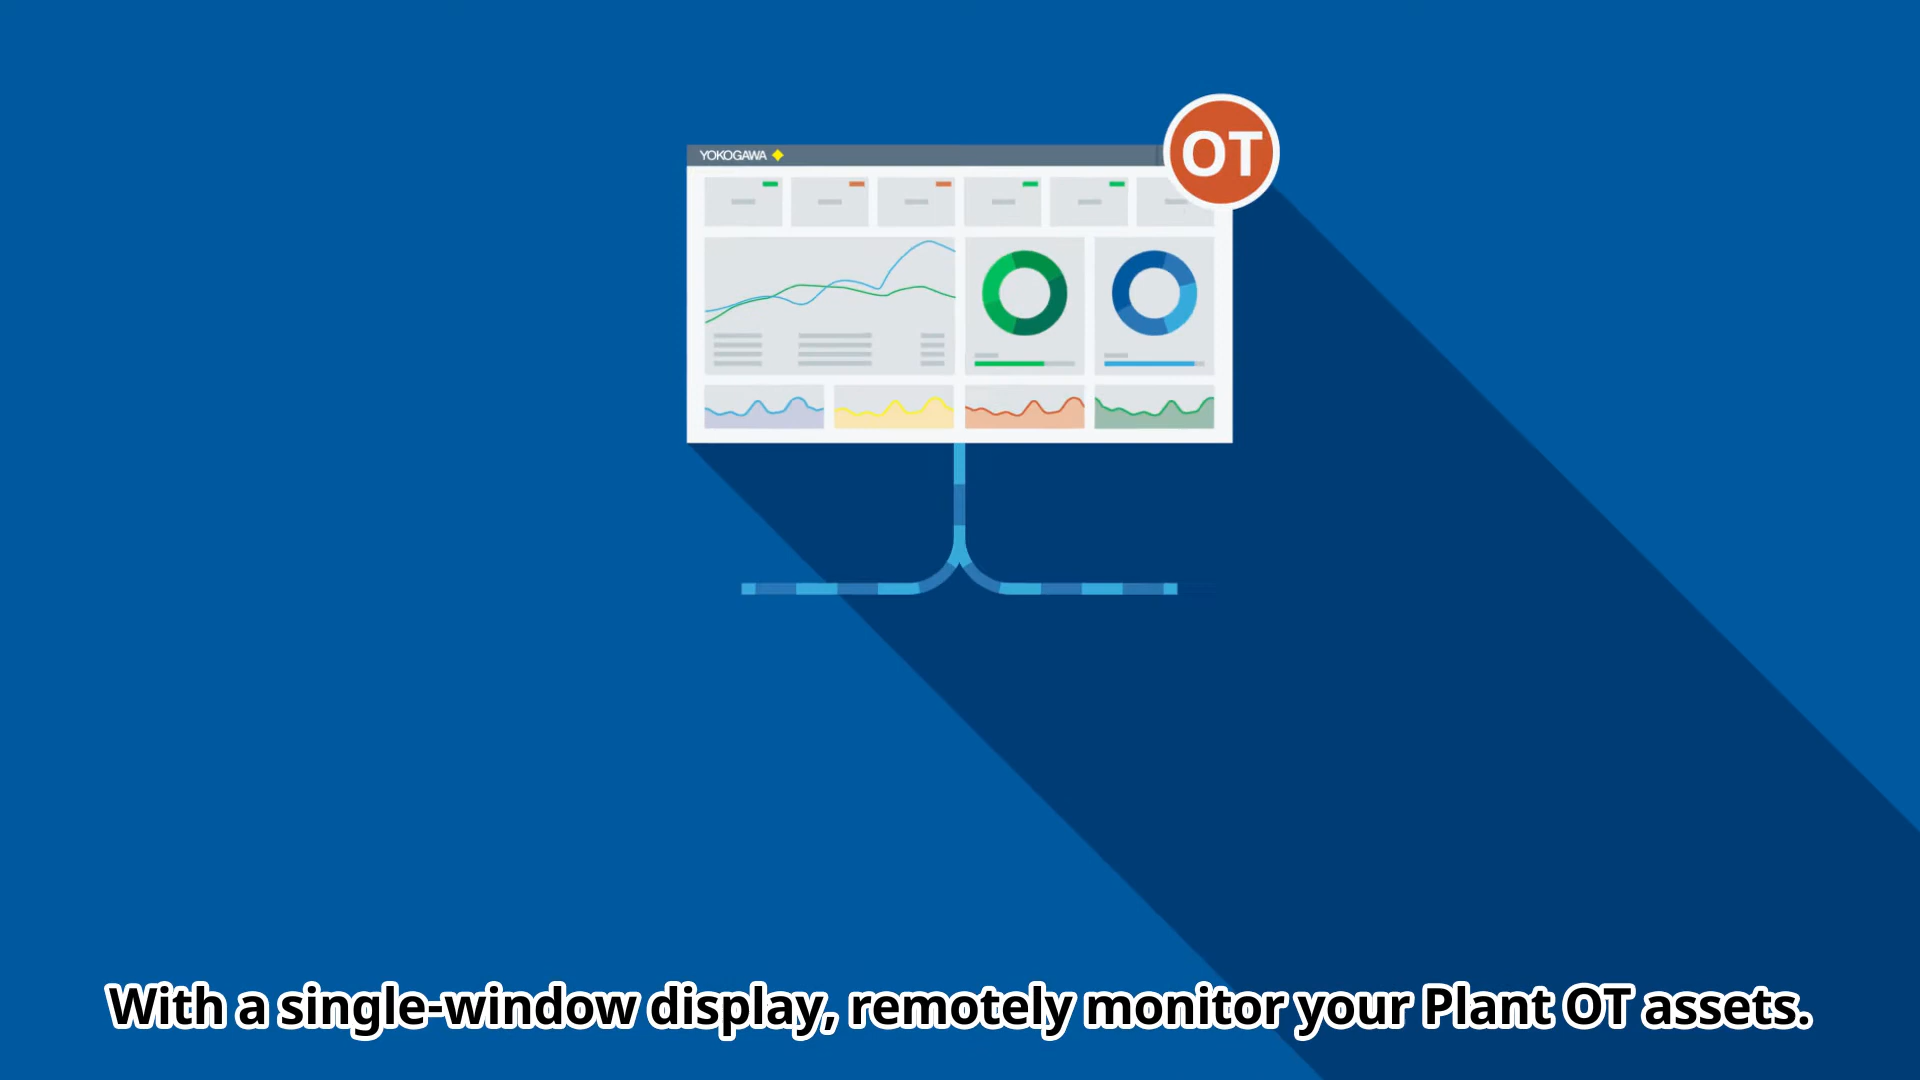 OT
YOKOGAWA
With a single-window display, remotely monitor your Plant OT assets.